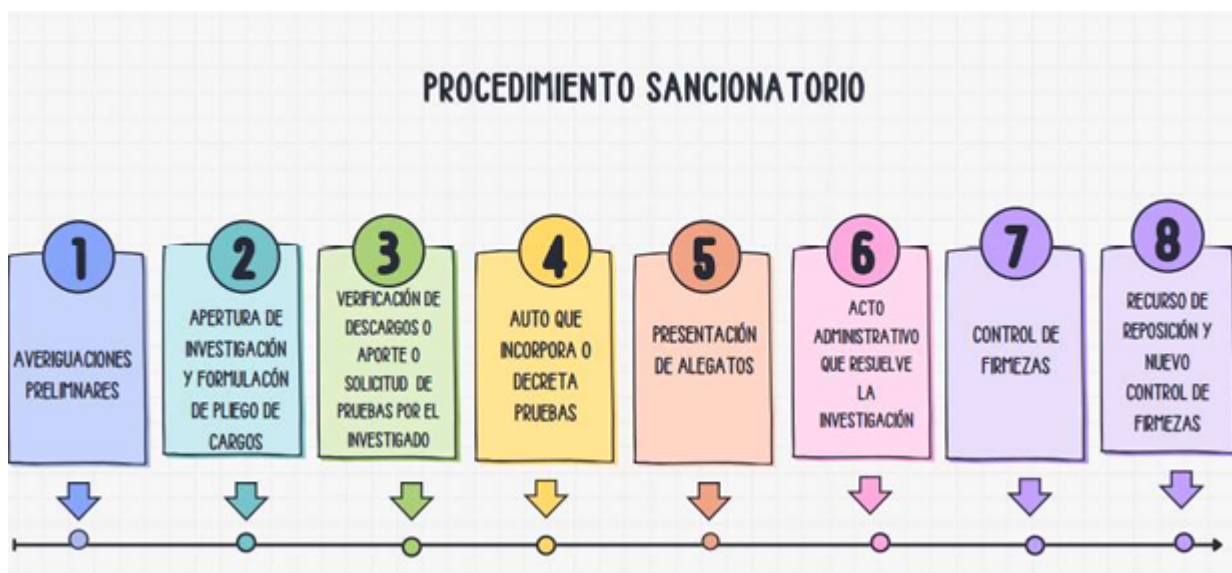 PROCEDIMIENTO SANCIONATORIO
1
AVERIGUACIONES
PRELIMINARES
2
APERTURA DE
INVESTIGACIÓN
Y FORMULACÓN
DE PLIEGO DE
CARGOS
3
VERIFICACIÓN DE
DESCARGOS O
APORTE O
SOLICITUD DE
PRUEBAS POR EL
INVESTIGADO
4
AUTO QUE
INCORPORA O
DECRETA
PRUEBAS
5
PRESENTACIÓN
DE ALEGATOS
6
ACTO
ADMINISTRATIVO
QUE RESUELVE
LA
INVESTIGACIÓN
7
CONTROL DE
FIRMEZAS
8
RECURSO DE
REPOSICIÓN Y
NUEVO
CONTROL DE
FIRMEZAS